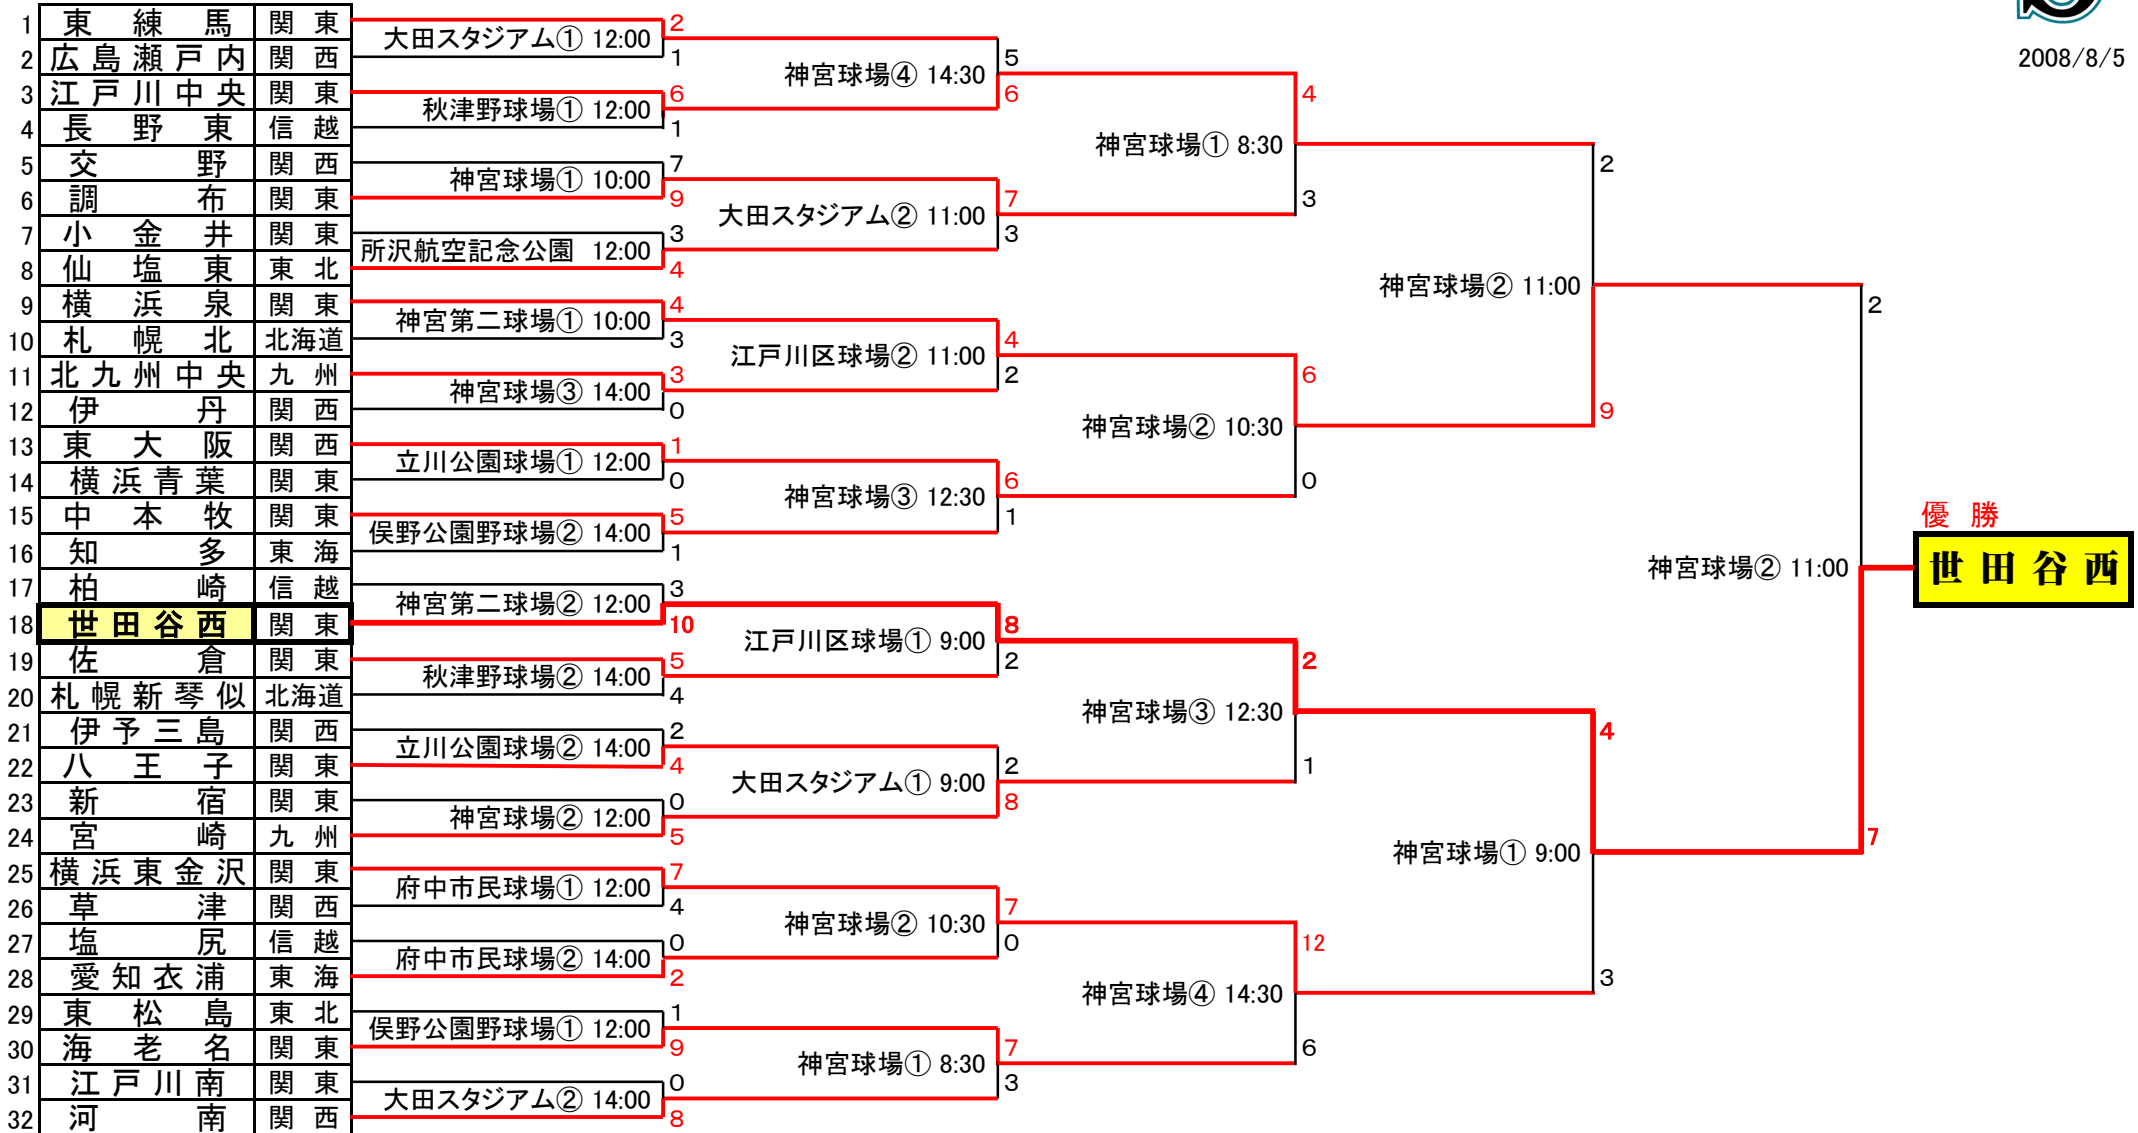 2008/8/5
1 東練馬 関東
2 広島瀬戸内 関西
大田スタジアム① 12:00
2
1
3 江戸川中央 関東
4 長野東 信越
秋津野球場① 12:00
6
1
5 交野 関西
6 調布 関東
神宮球場① 10:00
7
9
7 小金井 関東
8 仙塩東 東北
所沢航空記念公園 12:00
3
4
9 横浜泉 関東
10 札幌北 北海道
神宮第二球場① 10:00
4
3
11 北九州中央 九州
12 伊丹 関西
神宮球場③ 14:00
3
0
13 東大阪 関西
14 横浜青葉 関東
立川公園球場① 12:00
1
0
15 中本牧 関東
16 知多 東海
俣野公園野球場② 14:00
5
1
17 柏崎 信越
18 世田谷西 関東
神宮第二球場② 12:00
3
10
19 佐倉 関東
20 札幌新琴似 北海道
秋津野球場② 14:00
5
4
21 伊予三島 関西
22 八王子 関東
立川公園球場② 14:00
2
4
23 新宿 関東
24 宮崎 九州
神宮球場② 12:00
0
5
25 横浜東金沢 関東
26 草津 関西
府中市民球場① 12:00
7
4
27 塩尻 信越
28 愛知衣浦 東海
府中市民球場② 14:00
0
2
29 東松島 東北
30 海老名 関東
俣野公園野球場① 12:00
1
9
31 江戸川南 関東
32 河南 関西
大田スタジアム② 14:00
0
8
神宮球場④ 14:30
5
6
大田スタジアム② 11:00
7
3
江戸川区球場② 11:00
4
2
神宮球場③ 12:30
6
1
江戸川区球場① 9:00
8
2
大田スタジアム① 9:00
2
8
神宮球場② 10:30
7
0
神宮球場① 8:30
7
3
神宮球場① 8:30
4
3
神宮球場② 10:30
6
0
神宮球場③ 12:30
2
1
神宮球場④ 14:30
12
6
神宮球場② 11:00
2
9
神宮球場① 9:00
4
3
神宮球場② 11:00
2
7
優勝
世田谷西